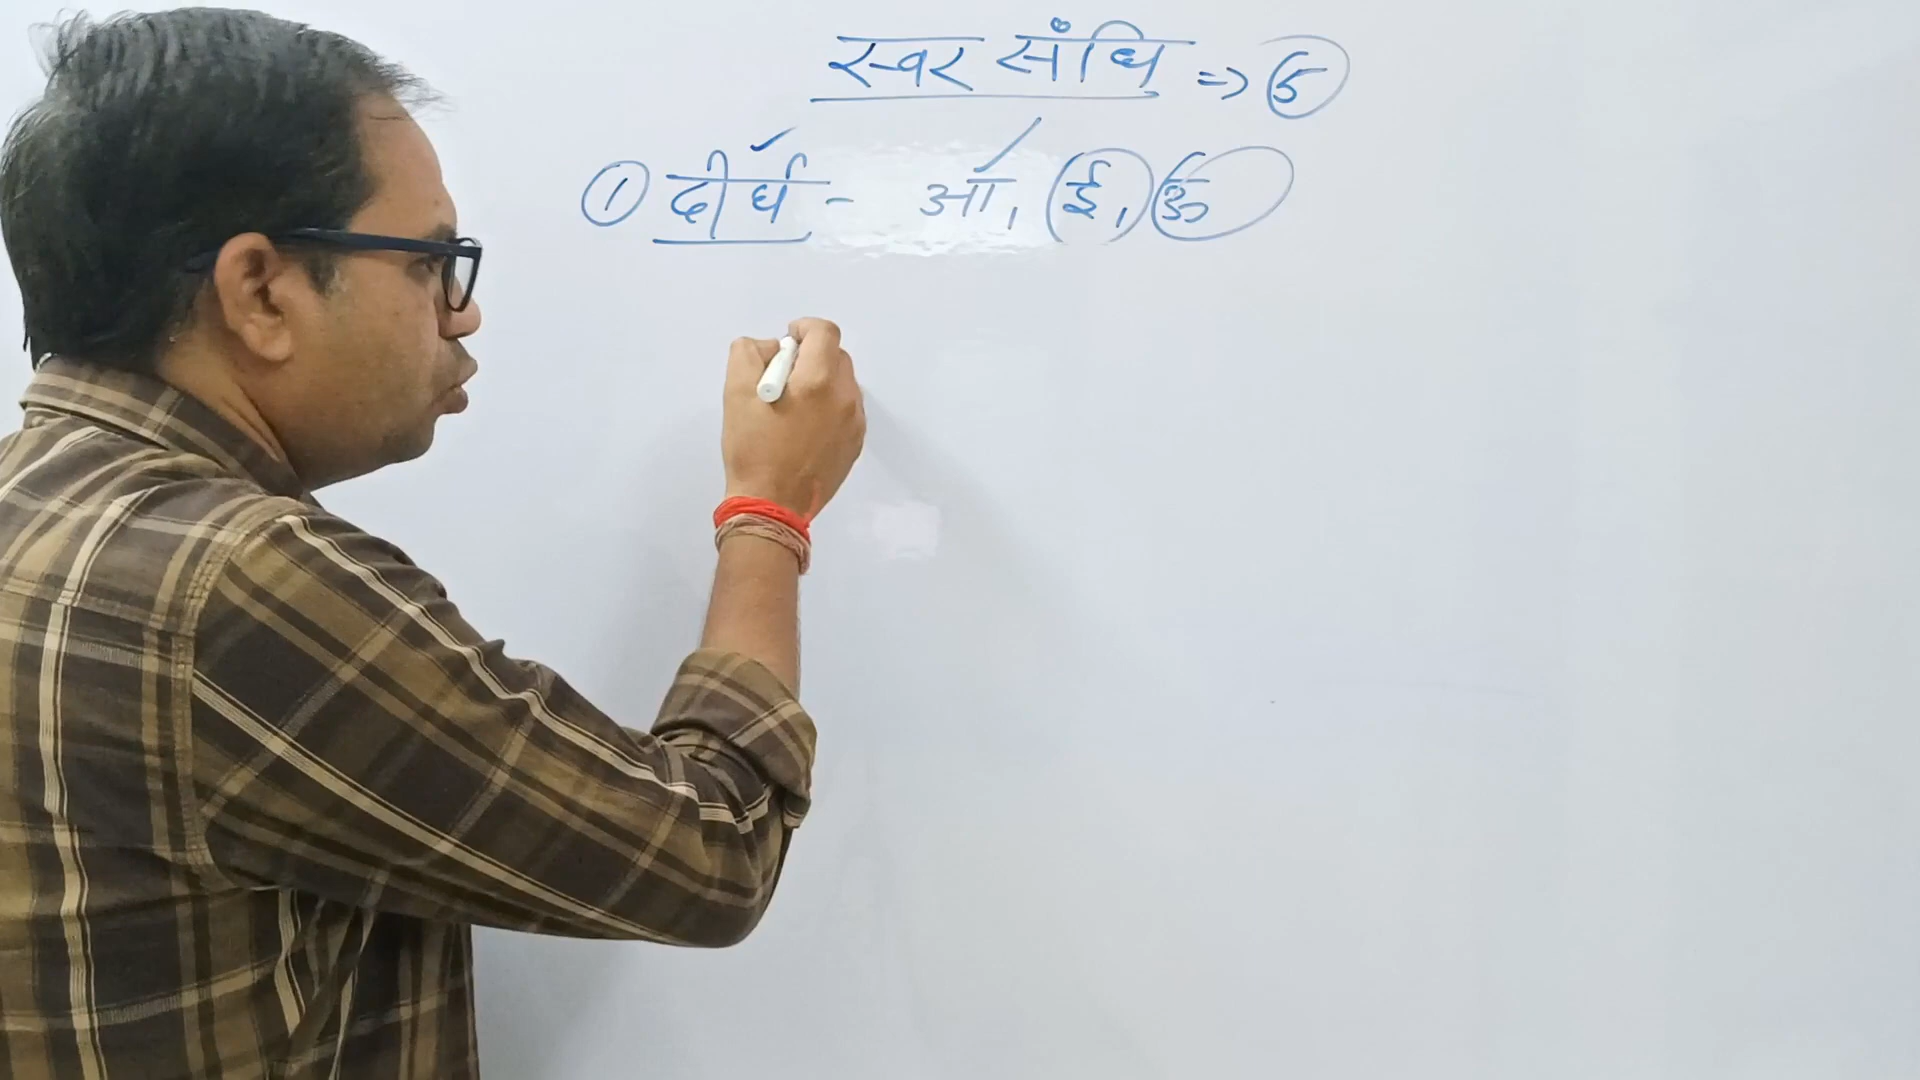 स्वर संधि => 5
① दीर्घ - आ, ई, ऊ